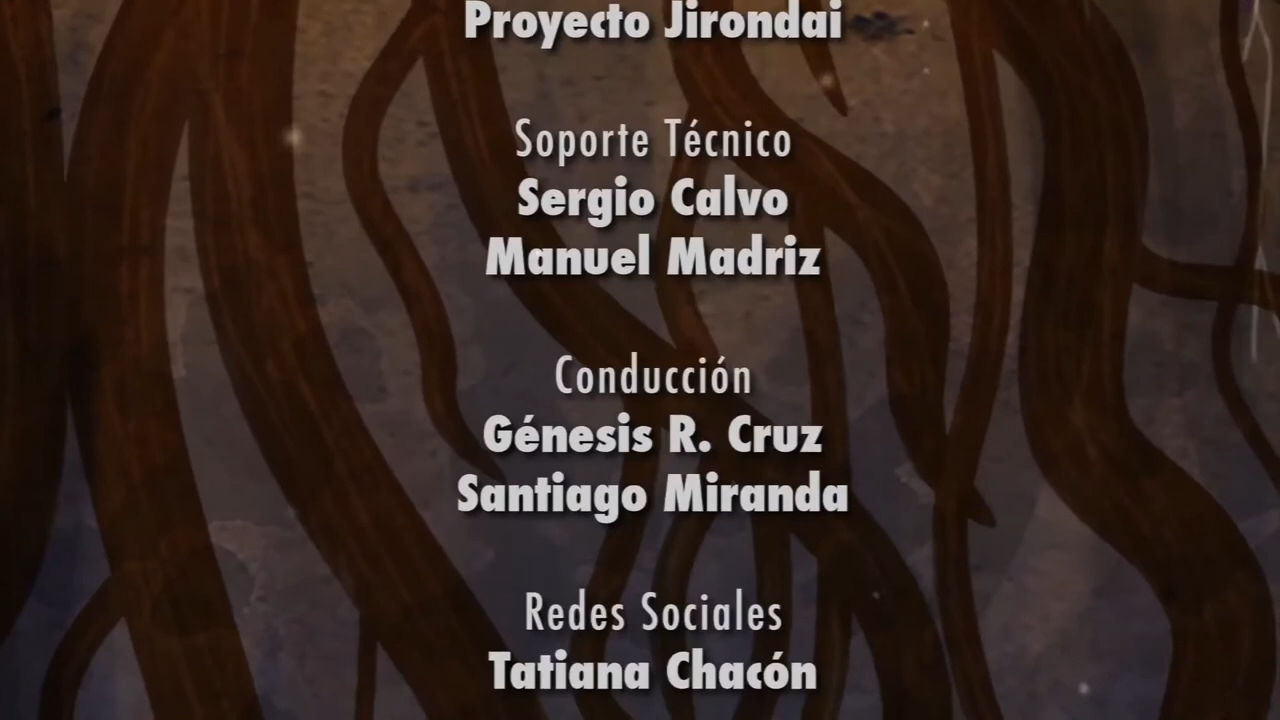 Proyecto Jirondai
Soporte Técnico
Sergio Calvo
Manuel Madriz
Conducción
Génesis R. Cruz
Santiago Miranda
Redes Sociales
Tatiana Chacón